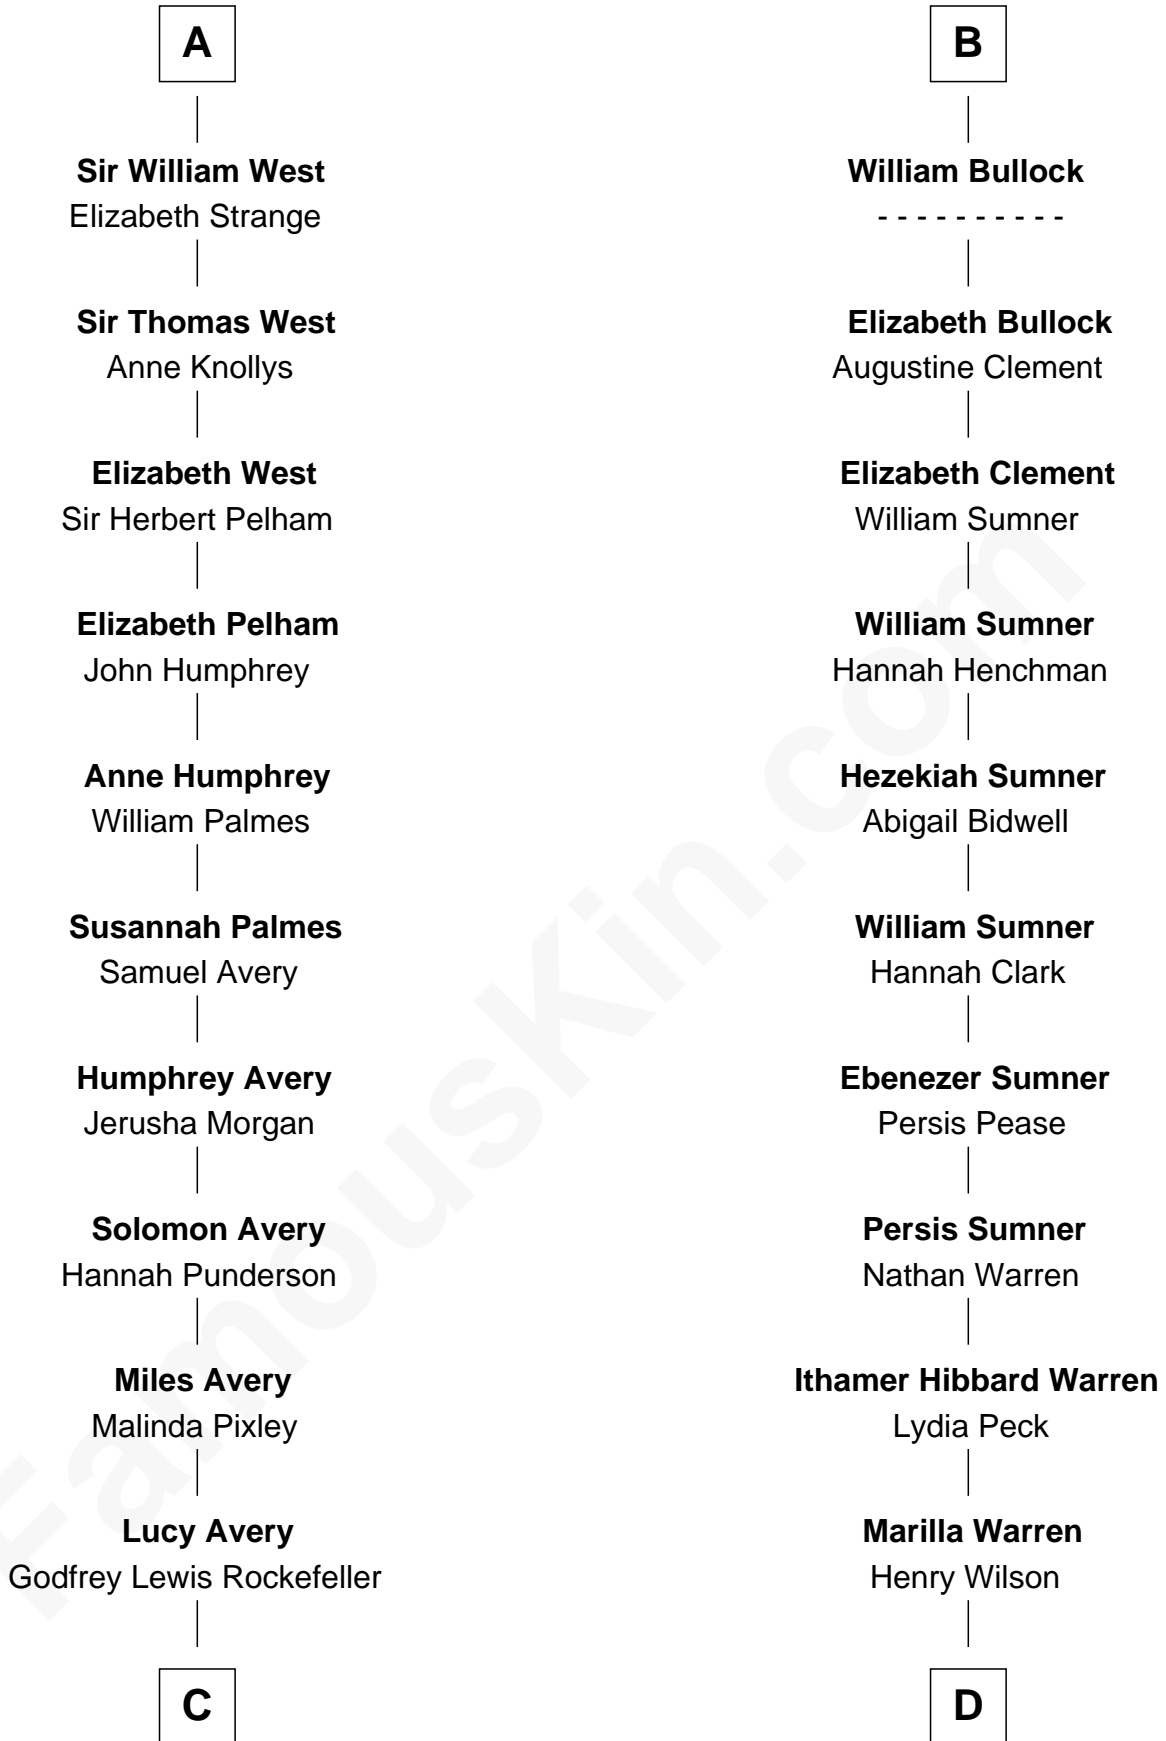 A
Sir William West
Elizabeth Strange
Sir Thomas West
Anne Knollys
Elizabeth West
Sir Herbert Pelham
Elizabeth Pelham
John Humphrey
Anne Humphrey
William Palmes
Susannah Palmes
Samuel Avery
Humphrey Avery
Jerusha Morgan
Solomon Avery
Hannah Punderson
Miles Avery
Malinda Pixley
Lucy Avery
Godfrey Lewis Rockefeller
C
B
William Bullock
- - - - - - - - - -
Elizabeth Bullock
Augustine Clement
Elizabeth Clement
William Sumner
William Sumner
Hannah Henchman
Hezekiah Sumner
Abigail Bidwell
William Sumner
Hannah Clark
Ebenezer Sumner
Persis Pease
Persis Sumner
Nathan Warren
Ithamer Hibbard Warren
Lydia Peck
Marilla Warren
Henry Wilson
D
FamousKin.com